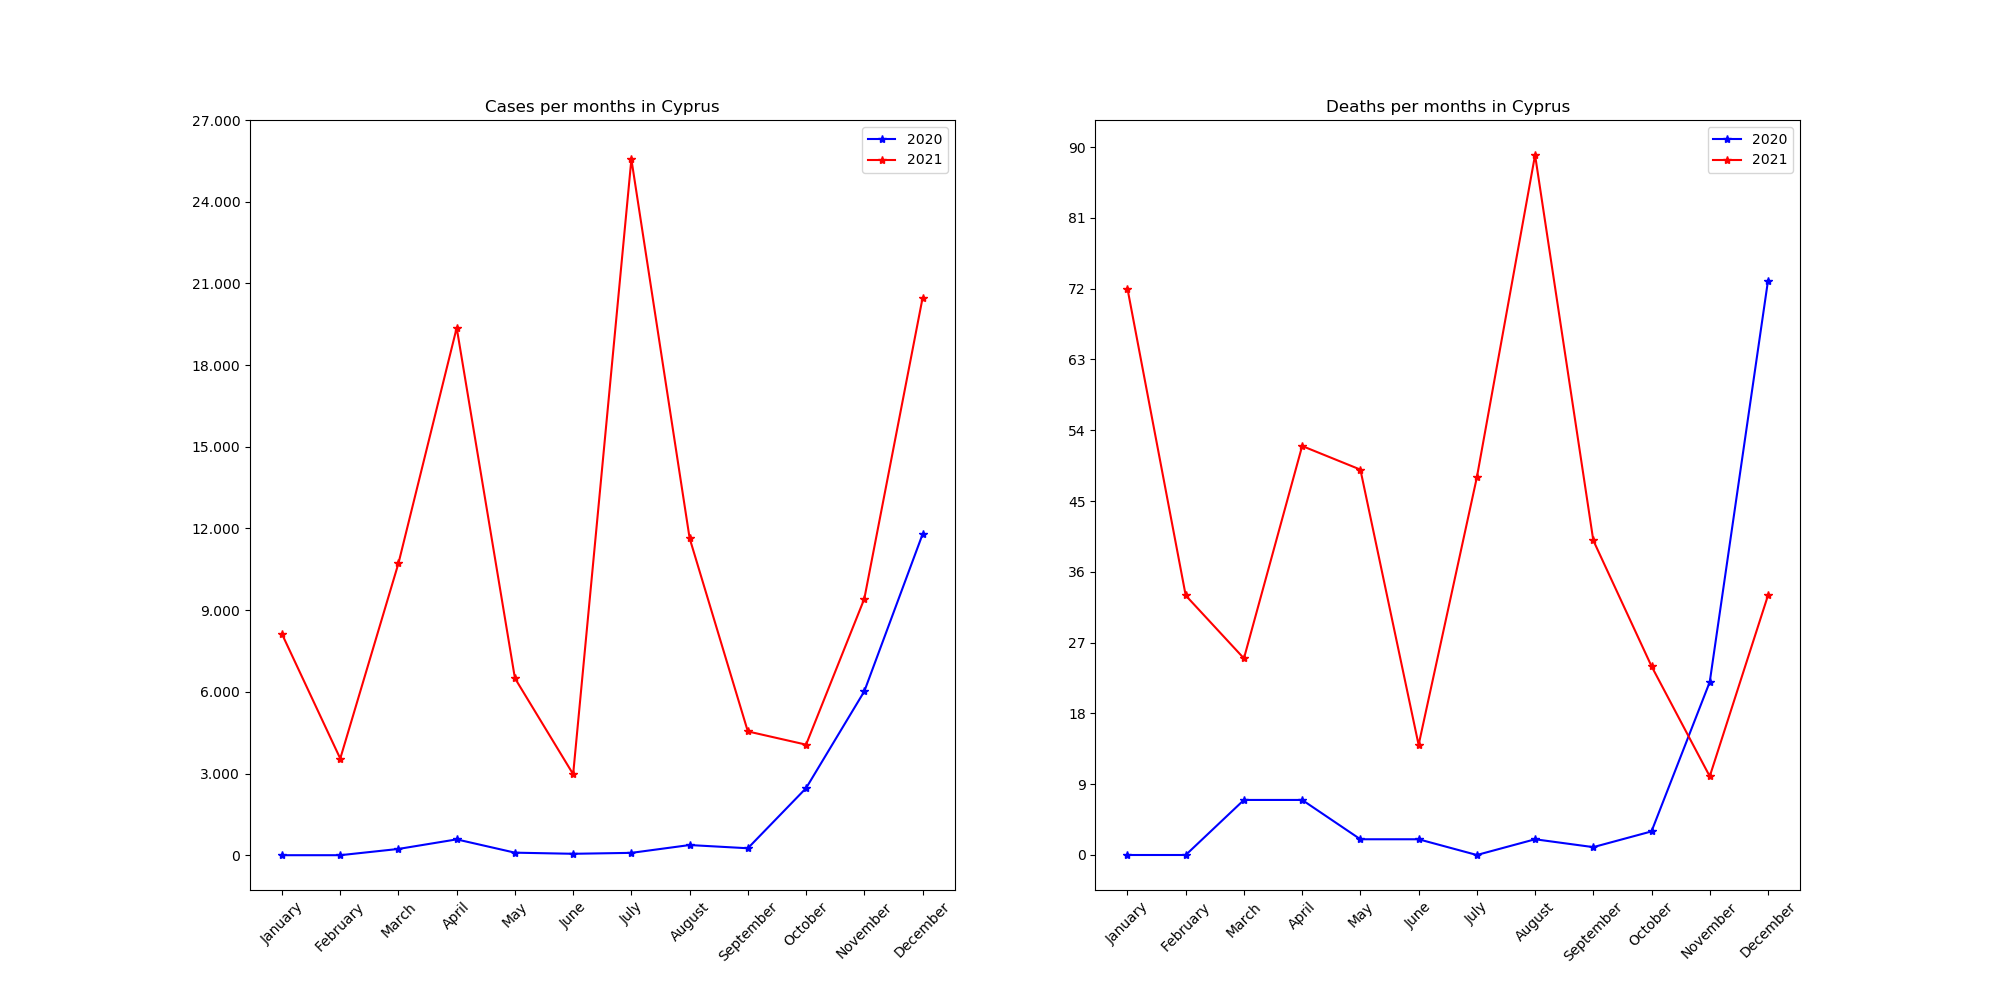 Cases per months in Cyprus
27.000
24.000
21.000
18.000
15.000
12.000
9.000
6.000
3.000
0
2020
2021
January
February
March
April
May
June
July
August
September
October
November
December
Deaths per months in Cyprus
90
81
72
63
54
45
36
27
18
9
0
2020
2021
January
February
March
April
May
June
July
August
September
October
November
December